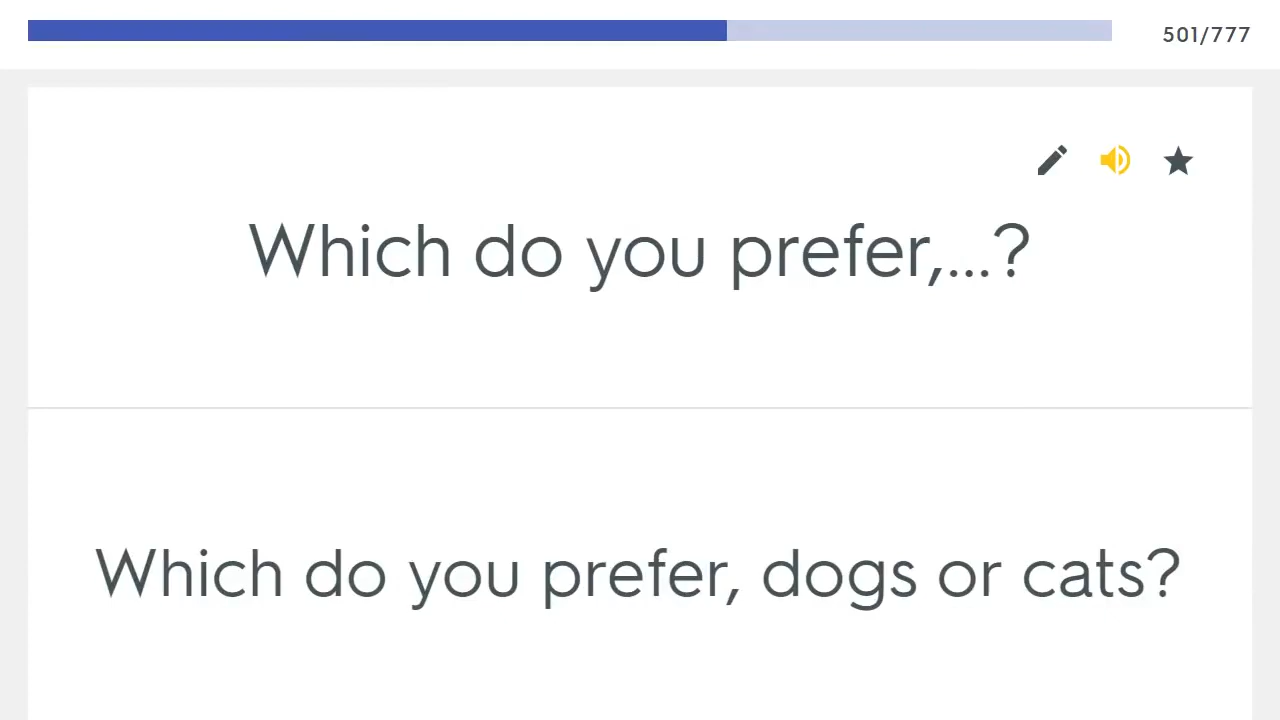 501/777
Which do you prefer,...?
Which do you prefer, dogs or cats?